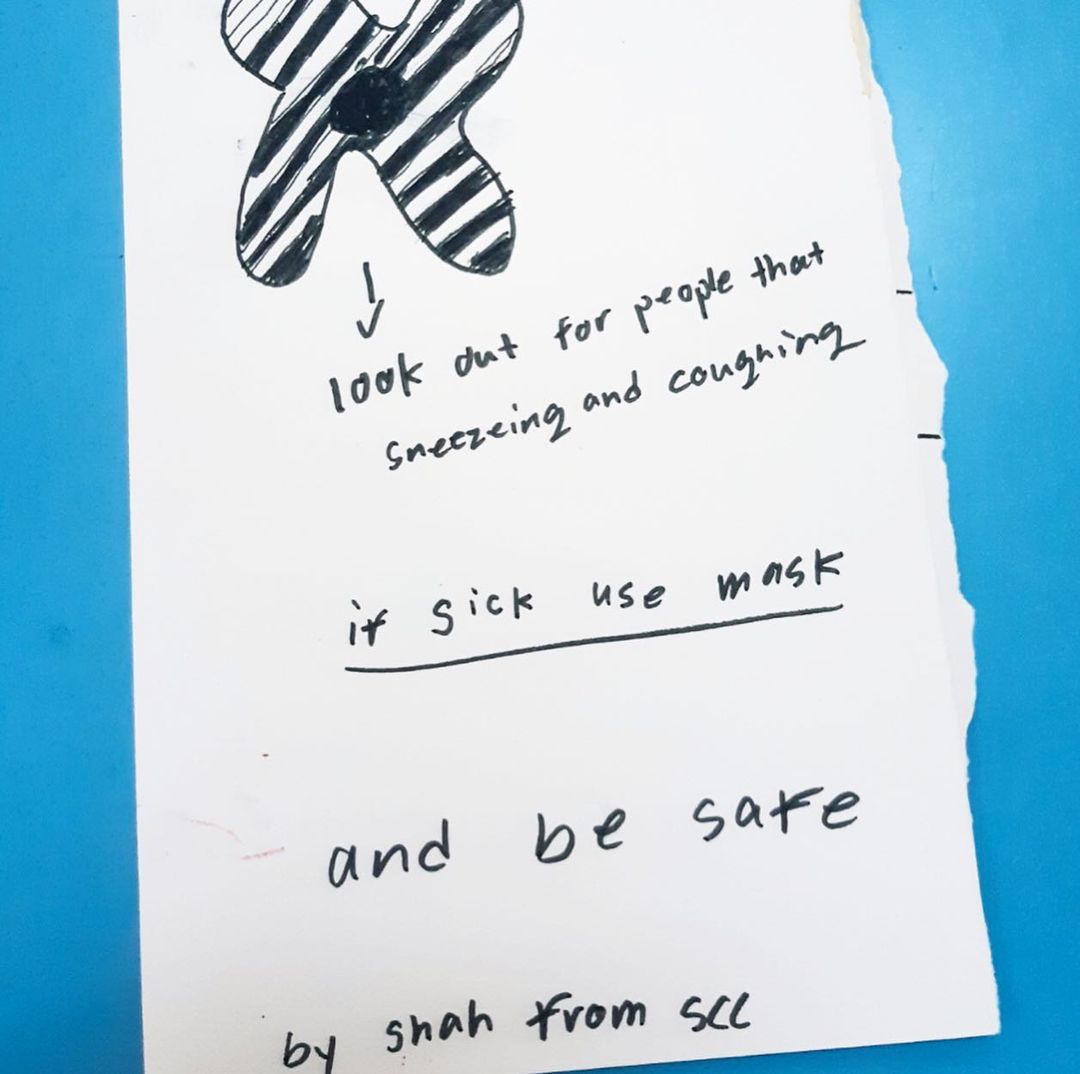 look out for people that
sneezeing and coughing
if sick use mask
and be safe
by shah from scc